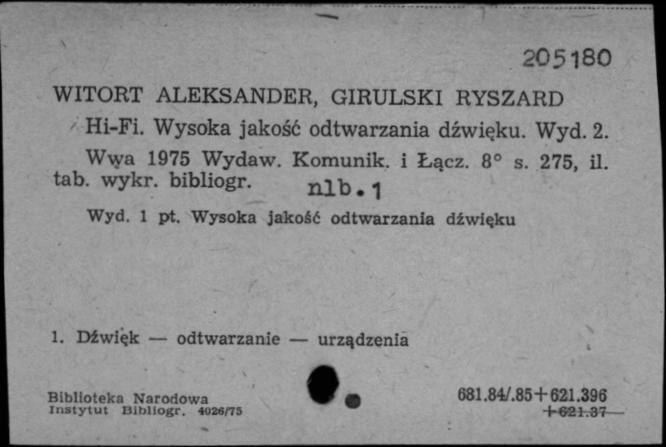 205180
WITORT ALEKSANDER, GIRULSKI RYSZARD
Hi-Fi. Wysoka jakość odtwarzania dźwięku. Wyd. 2.
Wwa 1975 Wydaw. Komunik. i Łącz. 8° s. 275, il.
tab. wykr. bibliogr. nlb. 1
Wyd. 1 pt. Wysoka jakość odtwarzania dźwięku
1. Dźwięk — odtwarzanie — urządzenia
Biblioteka Narodowa 681.84/.85+621.396
Instytut Bibliogr. 4026/75 +621.37